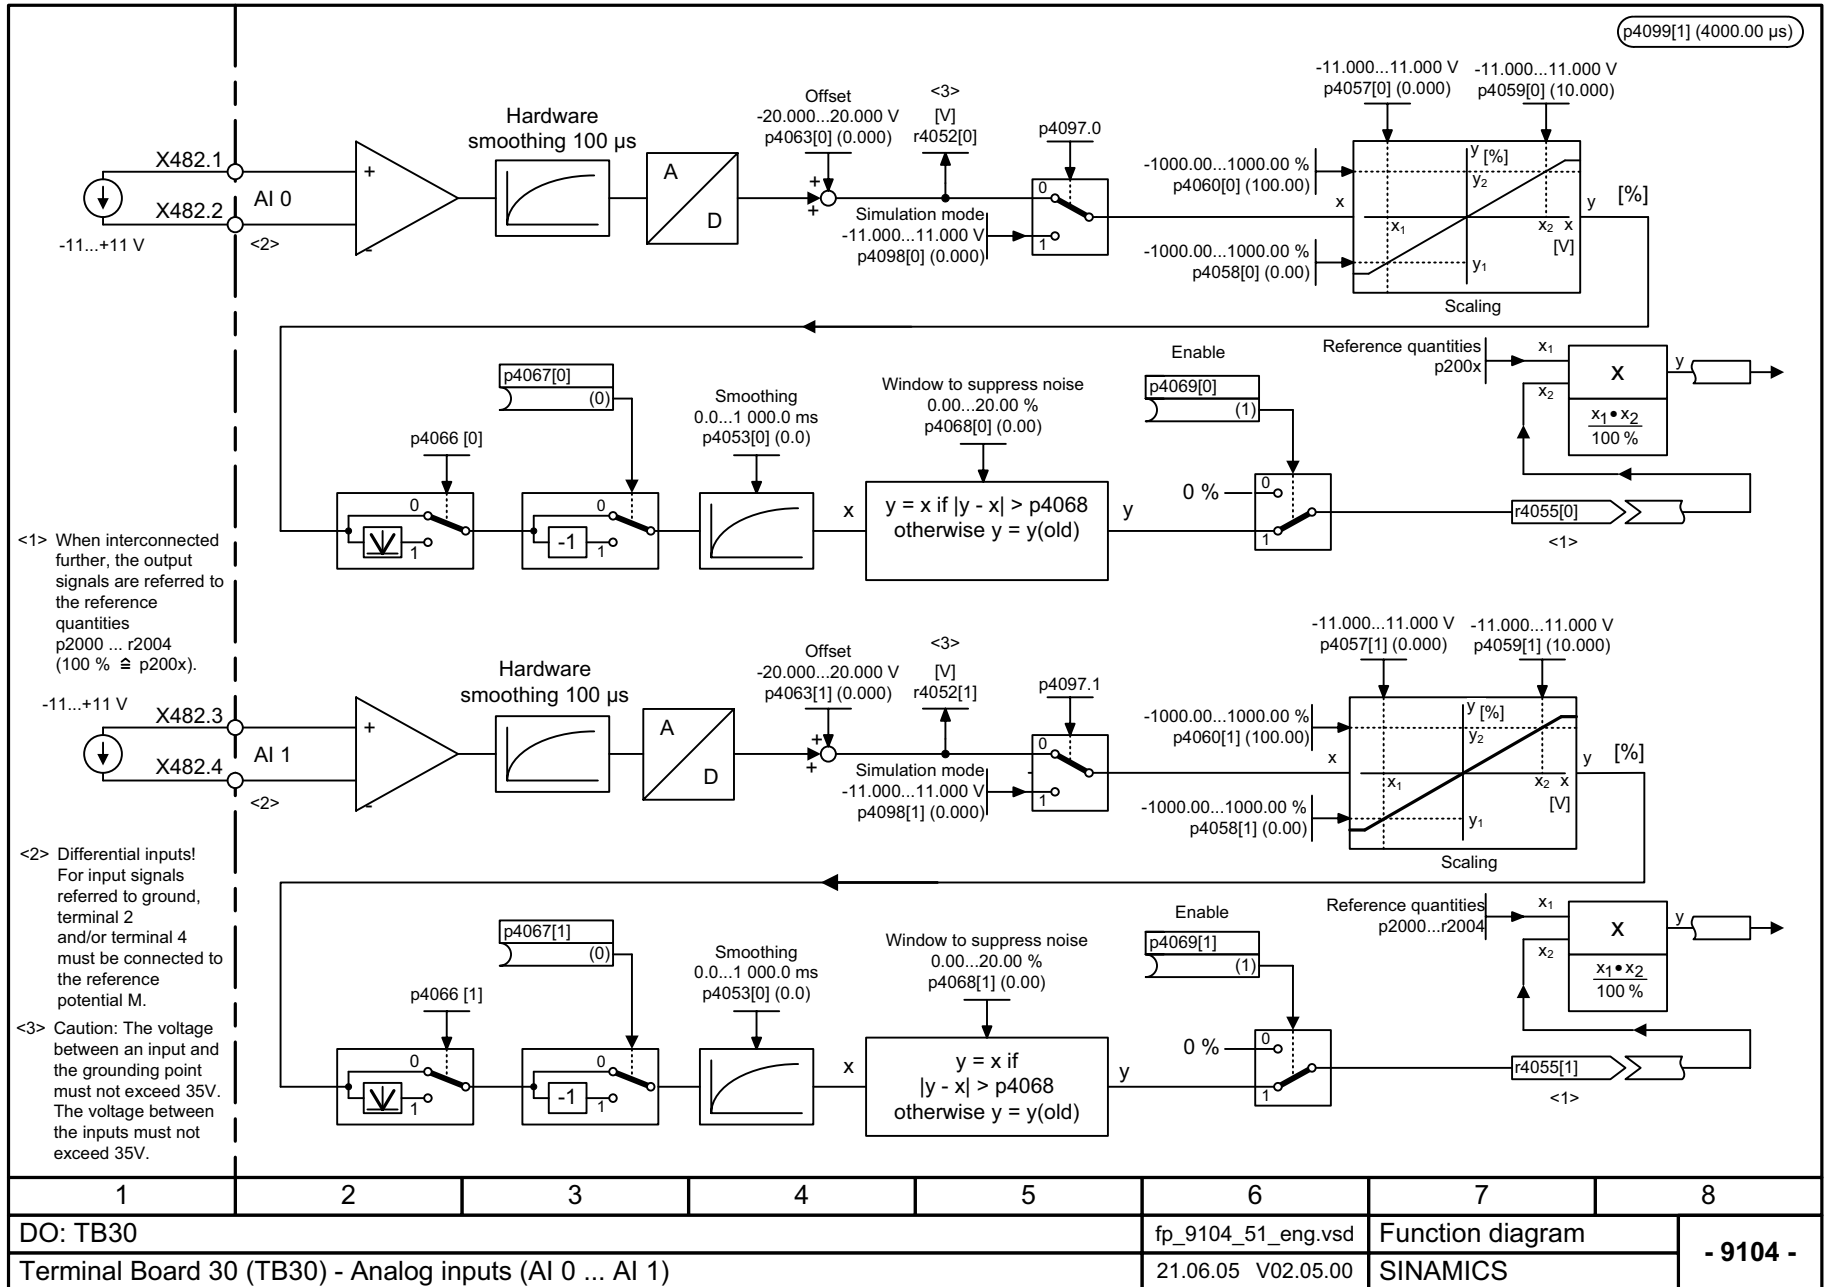 p4099[1] (4000.00 µs)
-11.000...11.000 V
p4057[0] (0.000)
-11.000...11.000 V
p4059[0] (10.000)
Hardware
smoothing 100 µs
Offset
-20.000...20.000 V
p4063[0] (0.000)
<3>
[V]
r4052[0]
p4097.0
X482.1
X482.2
-11...+11 V
AI 0
<2>
+
-
A
D
+
+
Simulation mode
-11.000...11.000 V
p4098[0] (0.000)
0
1
-1000.00...1000.00 %
p4060[0] (100.00)
x
-1000.00...1000.00 %
p4058[0] (0.00)
y [%]
y2
x1
x2 x
[V]
y1
y [%]
Scaling
p4067[0]
(0)
p4066 [0]
0
1
0
-1
1
Smoothing
0.0...1 000.0 ms
p4053[0] (0.0)
x
Window to suppress noise
0.00...20.00 %
p4068[0] (0.00)
y = x if |y - x| > p4068
otherwise y = y(old)
y
Enable
p4069[0]
(1)
0 %
0
1
Reference quantities
p200x
x1
x2
X
x1•x2
100 %
y
r4055[0]
<1>
<1> When interconnected
further, the output
signals are referred to
the reference
quantities
p2000 ... r2004
(100 % ≙ p200x).
-11.000...11.000 V
p4057[1] (0.000)
-11.000...11.000 V
p4059[1] (10.000)
Hardware
smoothing 100 µs
Offset
-20.000...20.000 V
p4063[1] (0.000)
<3>
[V]
r4052[1]
p4097.1
-11...+11 V
X482.3
X482.4
AI 1
<2>
+
-
A
D
+
+
Simulation mode
-11.000...11.000 V
p4098[1] (0.000)
0
1
-1000.00...1000.00 %
p4060[1] (100.00)
x
-1000.00...1000.00 %
p4058[1] (0.00)
y [%]
y2
x1
x2 x
[V]
y1
y [%]
Scaling
<2> Differential inputs!
For input signals
referred to ground,
terminal 2
and/or terminal 4
must be connected to
the reference
potential M.
<3> Caution: The voltage
between an input and
the grounding point
must not exceed 35V.
The voltage between
the inputs must not
exceed 35V.
p4067[1]
(0)
p4066 [1]
0
1
0
-1
1
Smoothing
0.0...1 000.0 ms
p4053[0] (0.0)
x
Window to suppress noise
0.00...20.00 %
p4068[1] (0.00)
y = x if
|y - x| > p4068
otherwise y = y(old)
y
Enable
p4069[1]
(1)
0 %
0
1
Reference quantities
p2000...r2004
x1
x2
X
x1•x2
100 %
y
r4055[1]
<1>
1 2 3 4 5 6 7 8
DO: TB30
fp_9104_51_eng.vsd
Function diagram
- 9104 -
Terminal Board 30 (TB30) - Analog inputs (AI 0 ... AI 1)
21.06.05 V02.05.00
SINAMICS